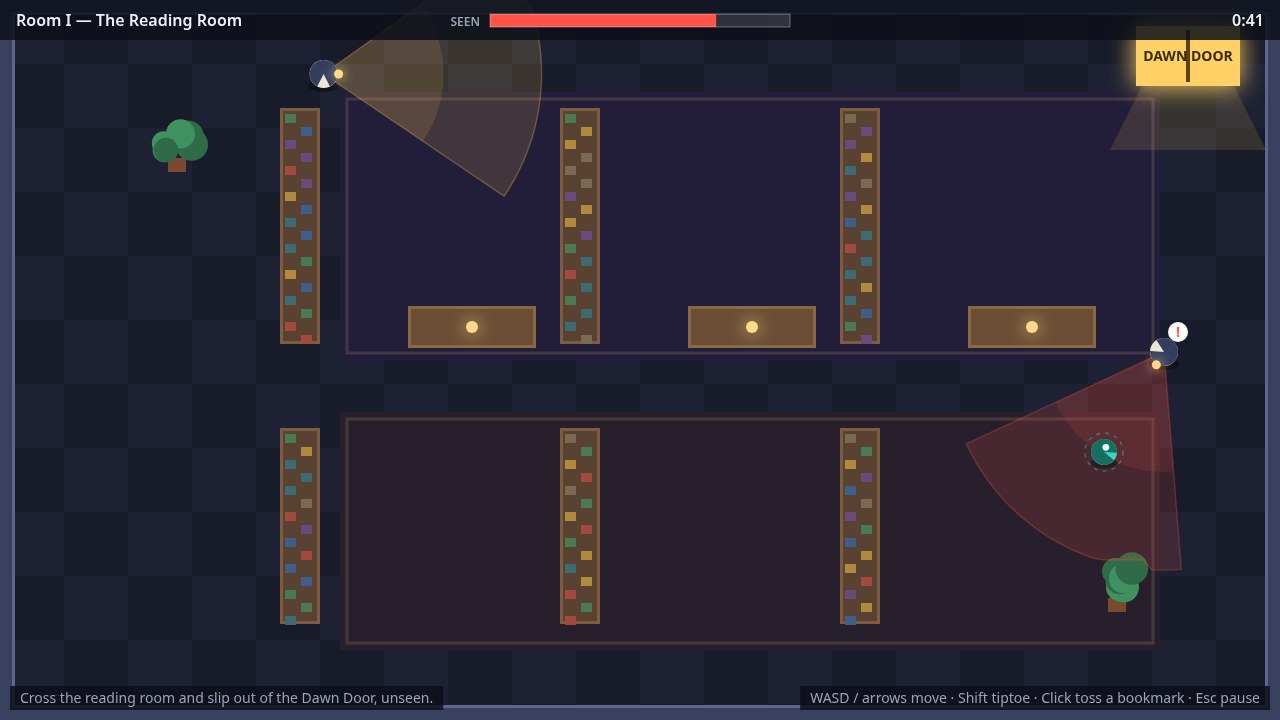 Room I — The Reading Room
SEEN
0:41
DAWN DOOR
!
Cross the reading room and slip out of the Dawn Door, unseen.
WASD / arrows move · Shift tiptoe · Click toss a bookmark · Esc pause